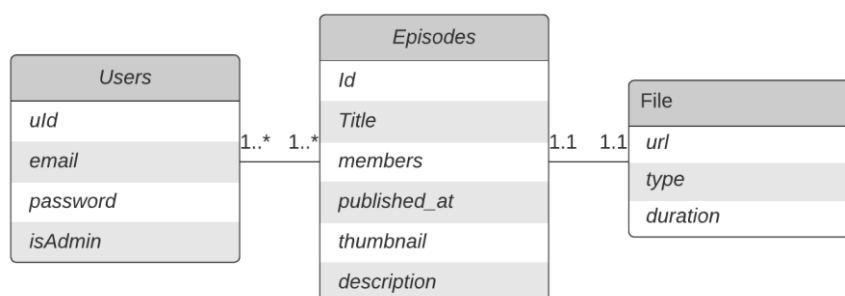 Users
uId
email
password
isAdmin
1..* 1..*
Episodes
Id
Title
members
published_at
thumbnail
description
1.1 1.1
File
url
type
duration